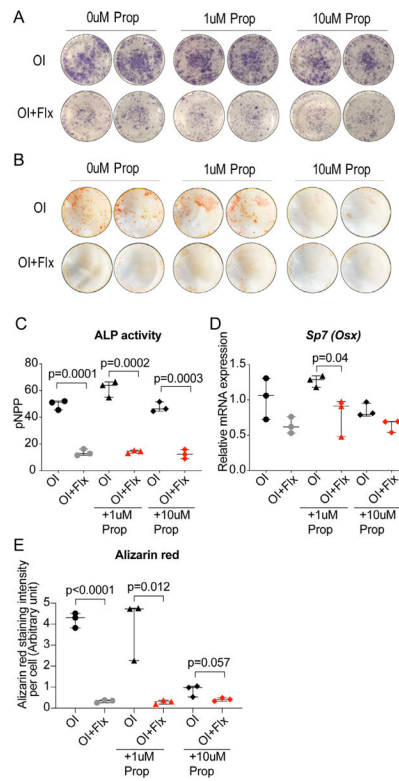 A
0uM Prop 1uM Prop 10uM Prop
OI
OI+Flx
B
0uM Prop 1uM Prop 10uM Prop
OI
OI+Flx
C
ALP activity
p=0.0001
p=0.0002
p=0.0003
pNPP
80
60
40
20
0
OI OI+Flx OI OI+Flx OI OI+Flx
+1uM Prop
+10uM Prop
D
Sp7 (Osx)
p=0.04
Relative mRNA expression
1.5
1.0
0.5
0.0
OI OI+Flx OI OI+Flx OI OI+Flx
+1uM Prop
+10uM Prop
E
Alizarin red
p<0.0001
p=0.012
p=0.057
Alizarin red staining intensity
per cell (Arbitrary unit)
5
4
2
1
0
OI OI+Flx OI OI+Flx OI OI+Flx
+1uM Prop
+10uM Prop